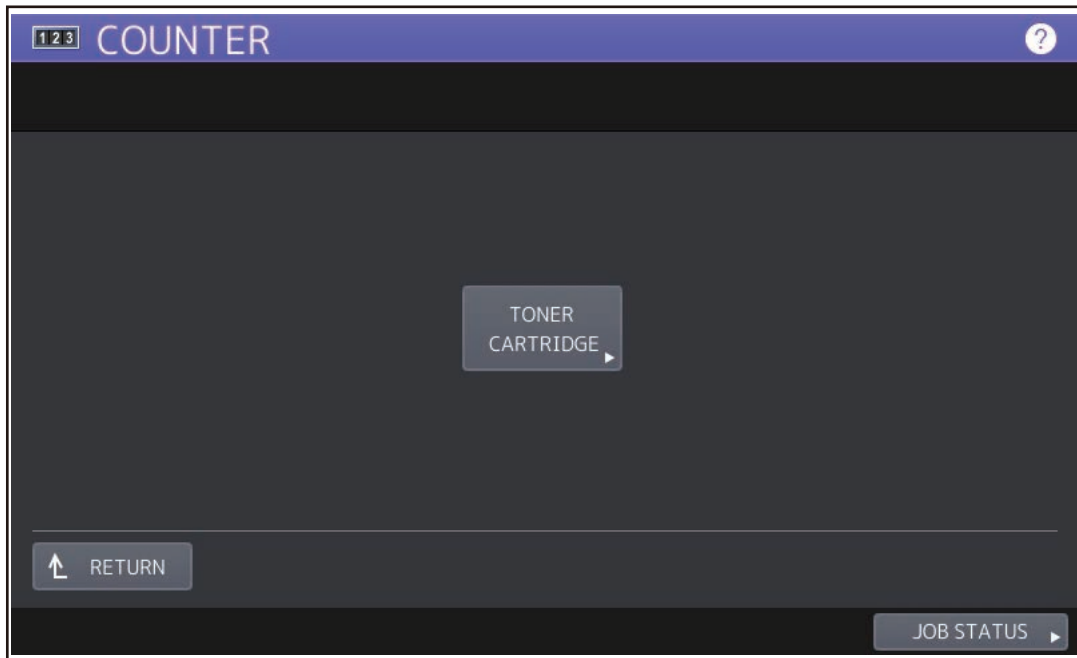 123 COUNTER ?
TONER
CARTRIDGE
RETURN
JOB STATUS